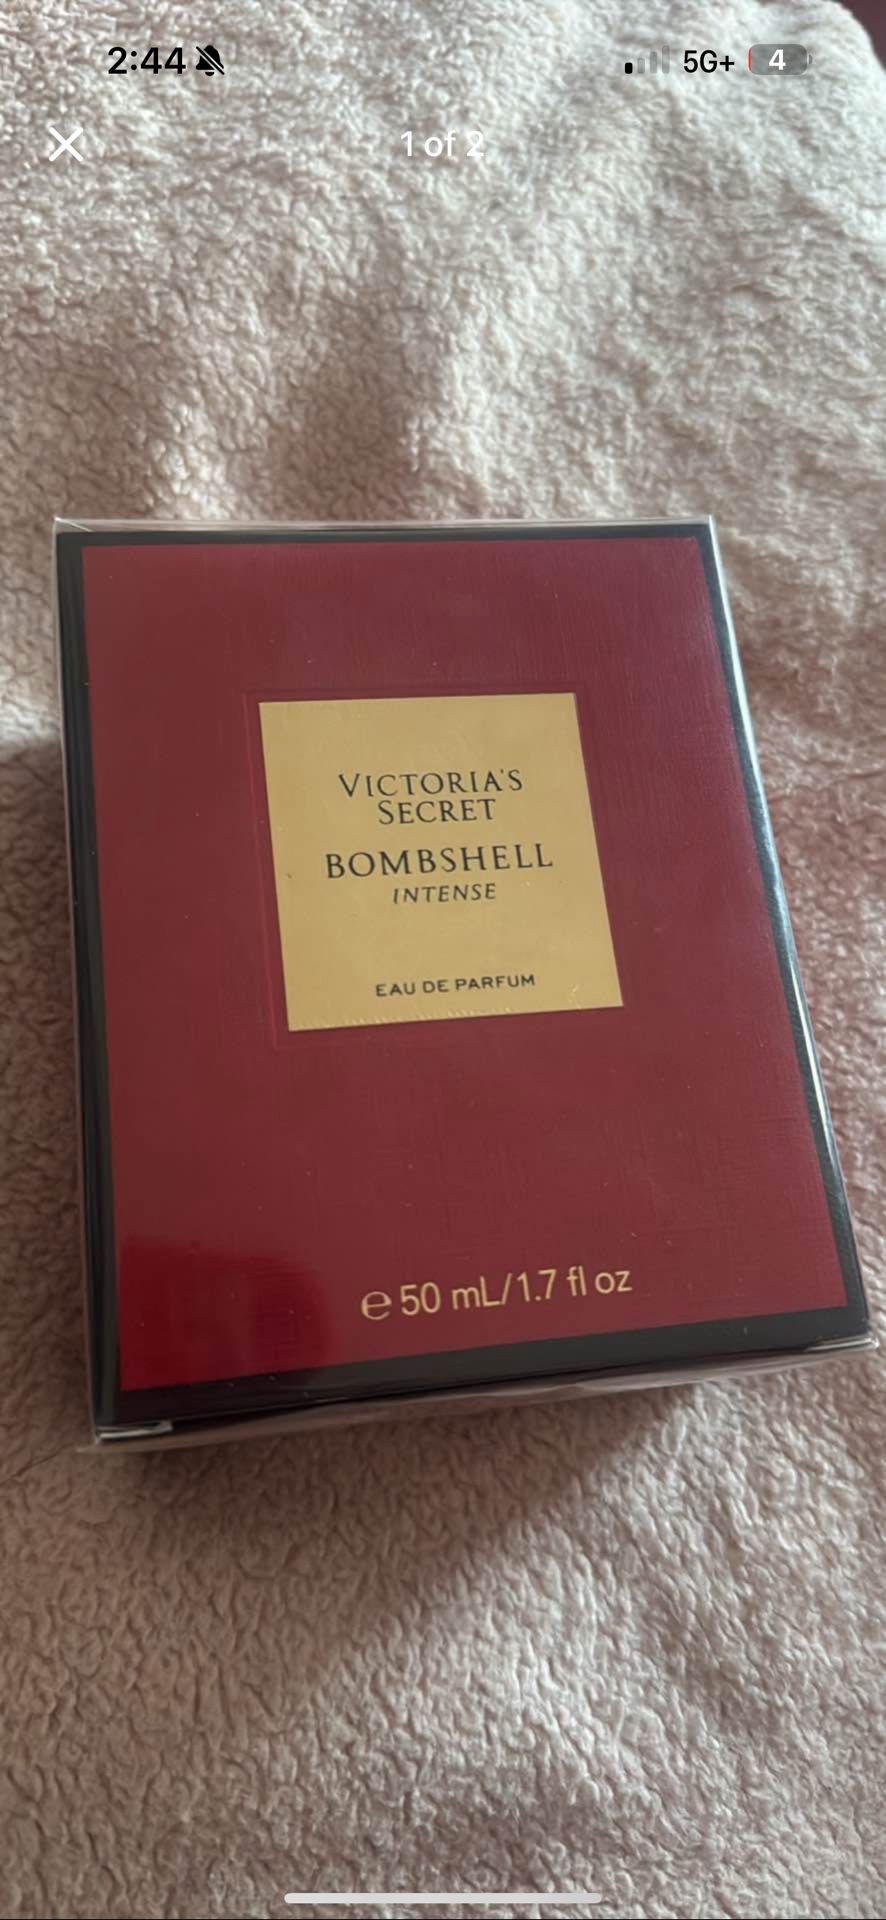 2:44 5G+ 4
1 of 2
VICTORIA'S
SECRET
BOMBSHELL
INTENSE
EAU DE PARFUM
℮ 50 mL/1.7 fl oz